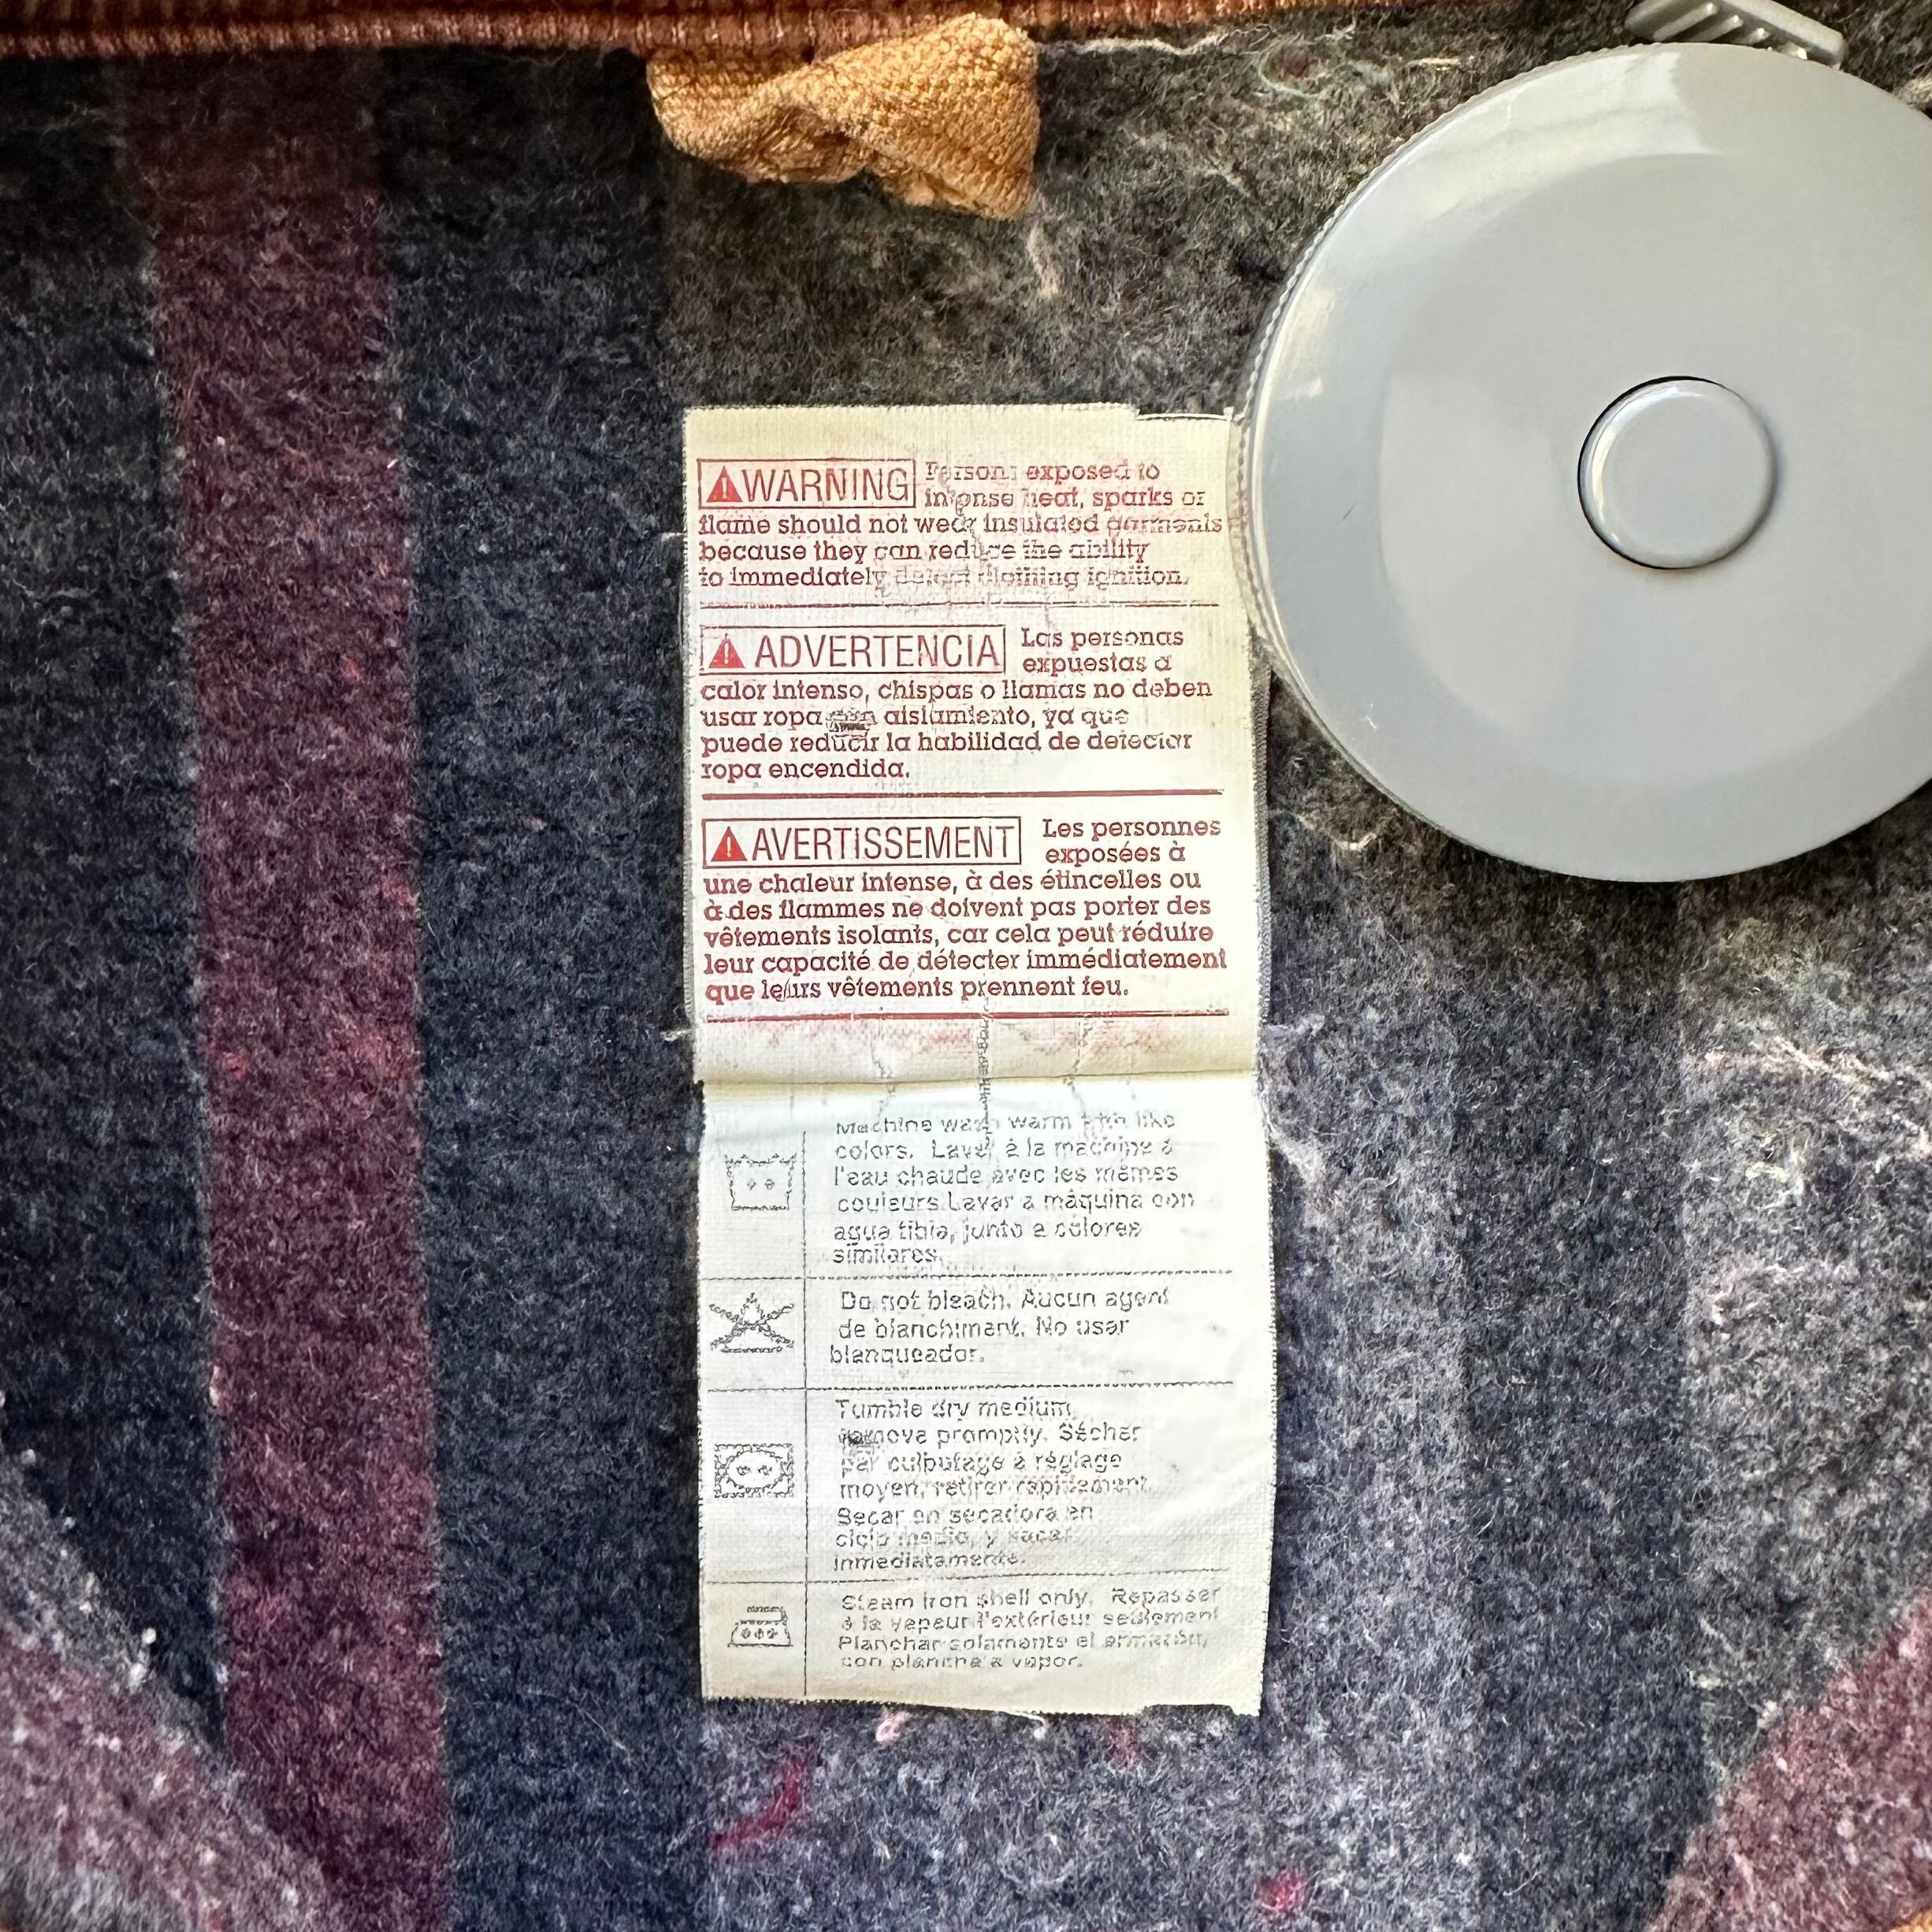 WARNING Persons exposed to
intense heat, sparks or
flame should not wear insulated garments
because they can reduce the ability
to immediately detect clothing ignition.
ADVERTENCIA Las personas
expuestas a
calor intenso, chispas o llamas no deben
usar ropa con aislamiento, ya que
puede reducir la habilidad de detectar
ropa encendida.
AVERTISSEMENT Les personnes
exposées à
une chaleur intense, à des étincelles ou
à des flammes ne doivent pas porter des
vêtements isolants, car cela peut réduire
leur capacité de détecter immédiatement
que leurs vêtements prennent feu.
Machine wash warm with like
colors. Laver à la machine à
l'eau chaude avec les mêmes
couleurs.Lavar a máquina con
agua tibia, junto a colores
similares.
Do not bleach. Aucun agent
de blanchiment. No usar
blanqueador.
Tumble dry medium,
remove promptly. Sécher
par culbutage à réglage
moyen, retirer rapidement.
Secar en secadora en
ciclo medio, y sacar
inmediatamente.
Steam iron shell only. Repasser
à la vapeur l'extérieur seulement
Planchar solamente el armazón,
con plancha a vapor.